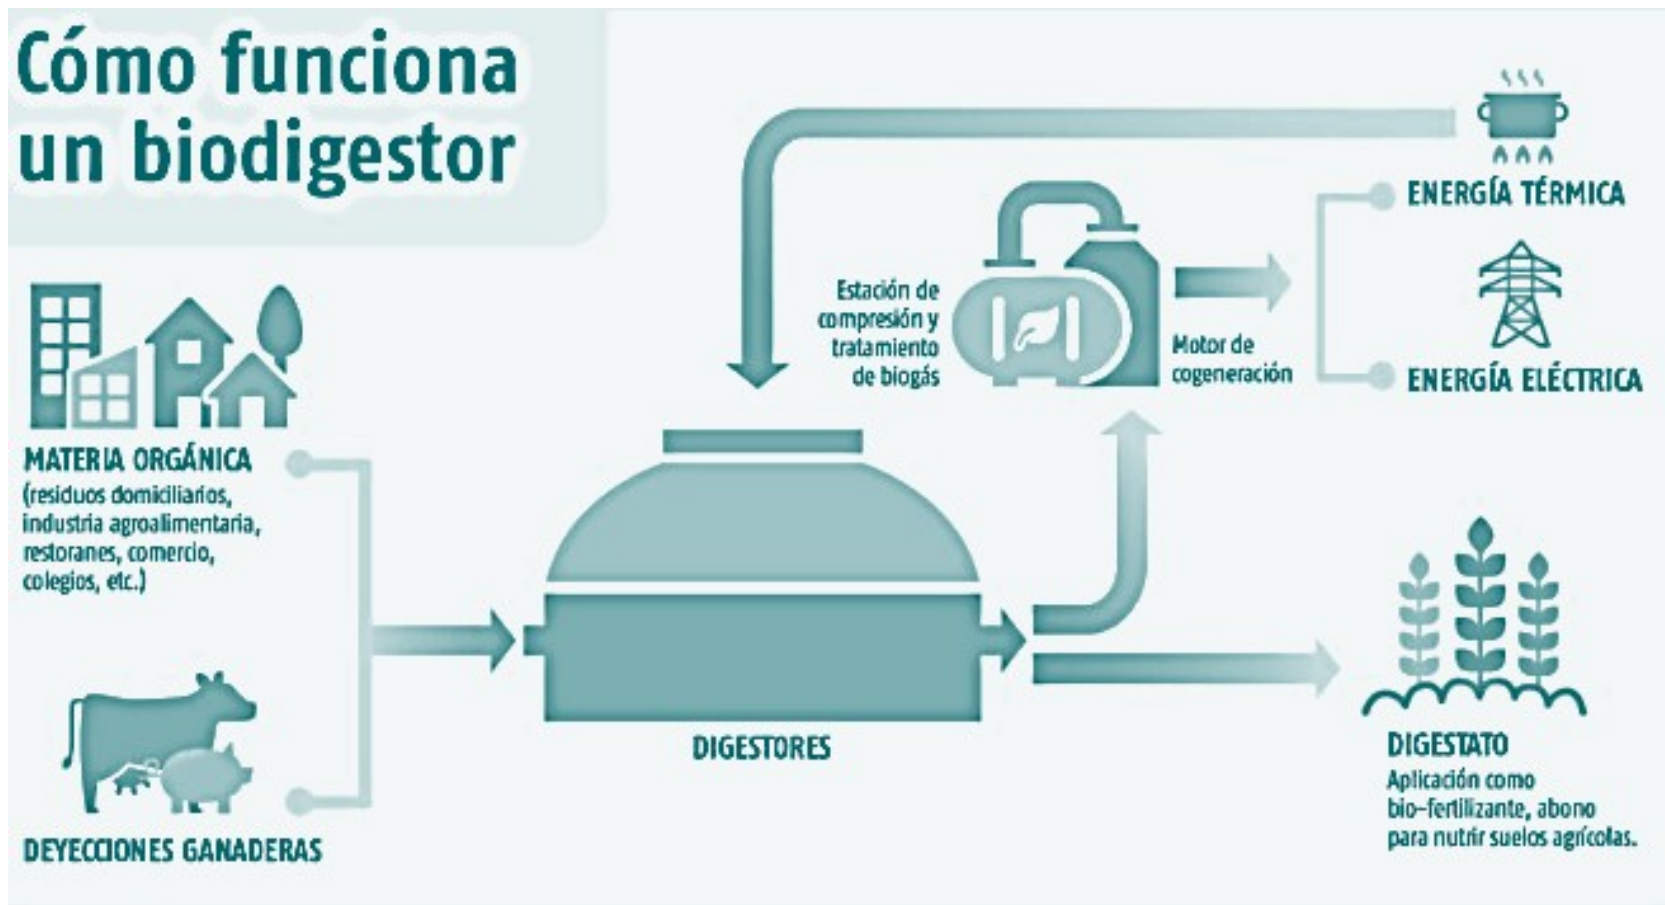 Cómo funciona
un biodigestor
MATERIA ORGÁNICA
(residuos domiciliarios,
industria agroalimentaria,
restoranes, comercio,
colegios, etc.)
DEYECCIONES GANADERAS
DIGESTORES
Estación de
compresión y
tratamiento
de biogás
Motor de
cogeneración
ENERGÍA TÉRMICA
ENERGÍA ELÉCTRICA
DIGESTATO
Aplicación como
bio-fertilizante, abono
para nutrir suelos agrícolas.